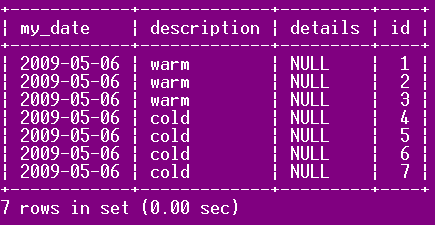 +------------+-------------+---------+----+
| my_date    | description | details | id |
+------------+-------------+---------+----+
| 2009-05-06 | warm        | NULL    |  1 |
| 2009-05-06 | warm        | NULL    |  2 |
| 2009-05-06 | warm        | NULL    |  3 |
| 2009-05-06 | cold        | NULL    |  4 |
| 2009-05-06 | cold        | NULL    |  5 |
| 2009-05-06 | cold        | NULL    |  6 |
| 2009-05-06 | cold        | NULL    |  7 |
+------------+-------------+---------+----+
7 rows in set (0.00 sec)